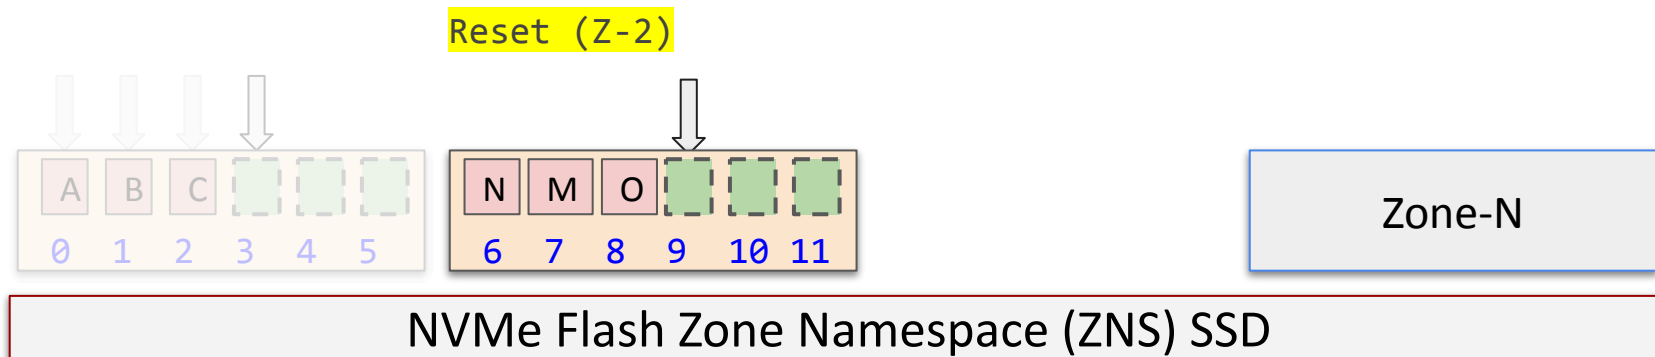 Reset (Z-2)
A B C
0 1 2 3 4 5
N M O
6 7 8 9 10 11
Zone-N
NVMe Flash Zone Namespace (ZNS) SSD